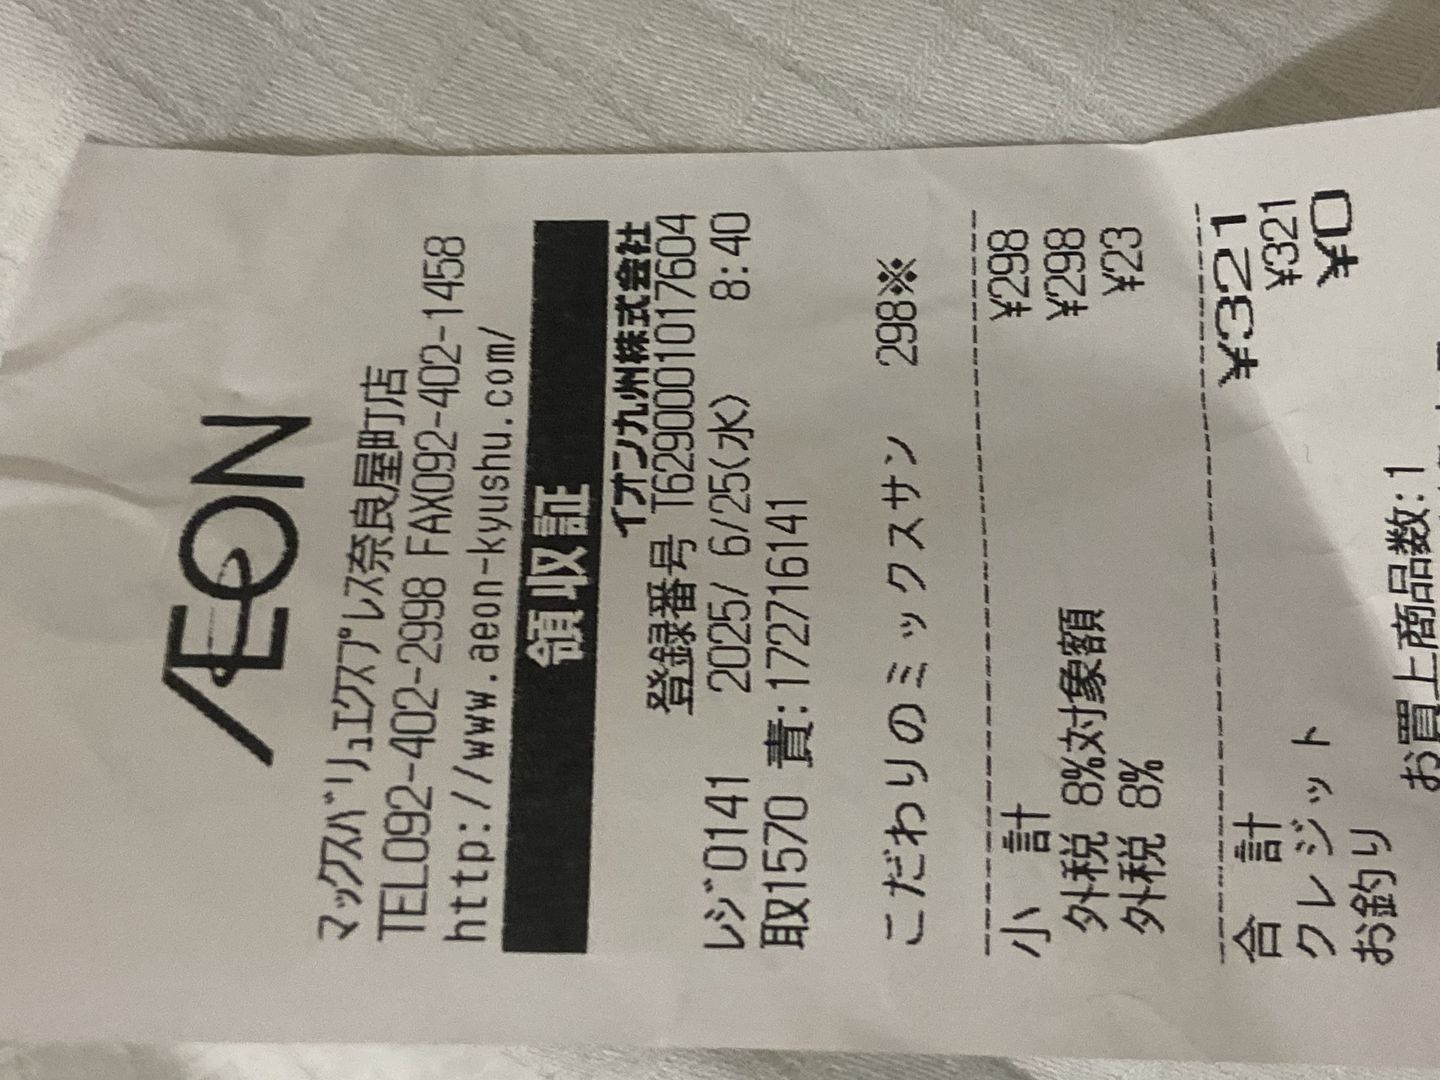 AEON
マックスバリュエクスプレス奈良屋町店
TEL092-402-2998 FAX092-402-1458
http://www.aeon-kyushu.com/
領収証
イオン九州株式会社
登録番号 T6290001017604
レジ0141 2025/ 6/25(水) 8:40
取1570 責:172716141
こだわりのミックスサン 298※
小 計 ¥298
外税 8%対象額 ¥298
外税 8% ¥23
合 計 ¥321
クレジット ¥321
お釣り ¥0
お買上商品数:1